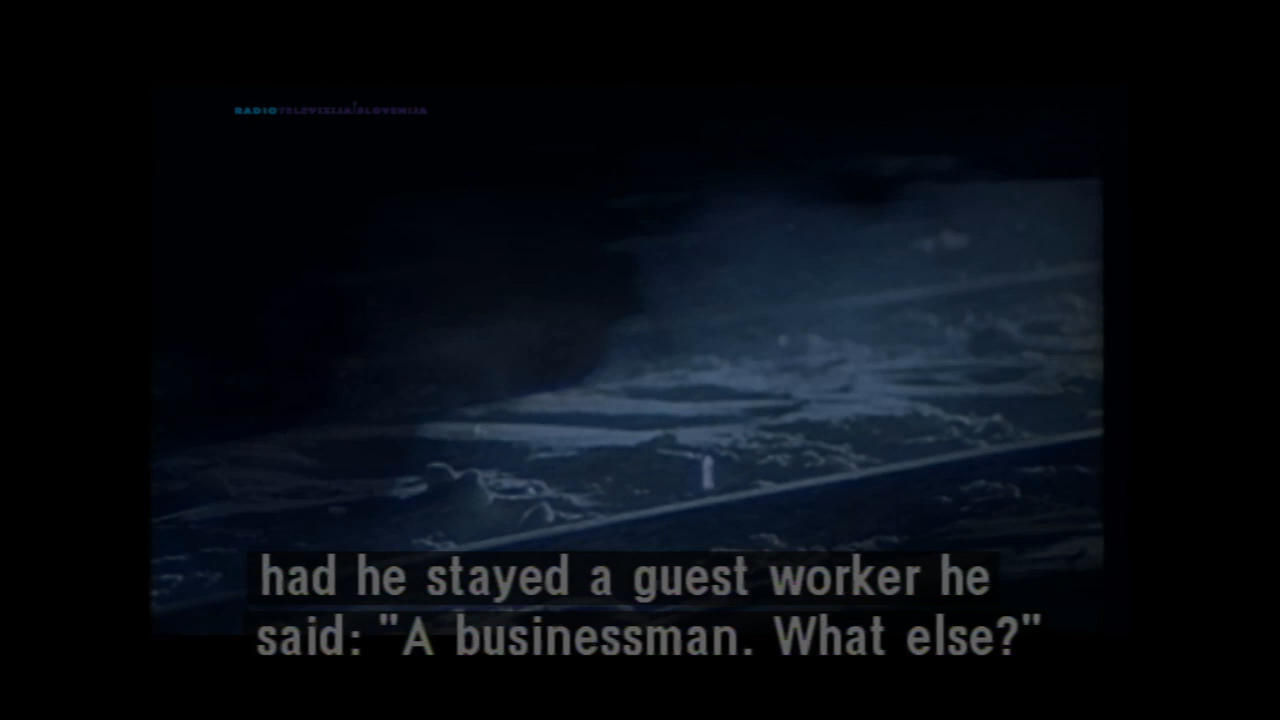 RADIOTELEVIZIJA SLOVENIJA
had he stayed a guest worker he
said: "A businessman. What else?"